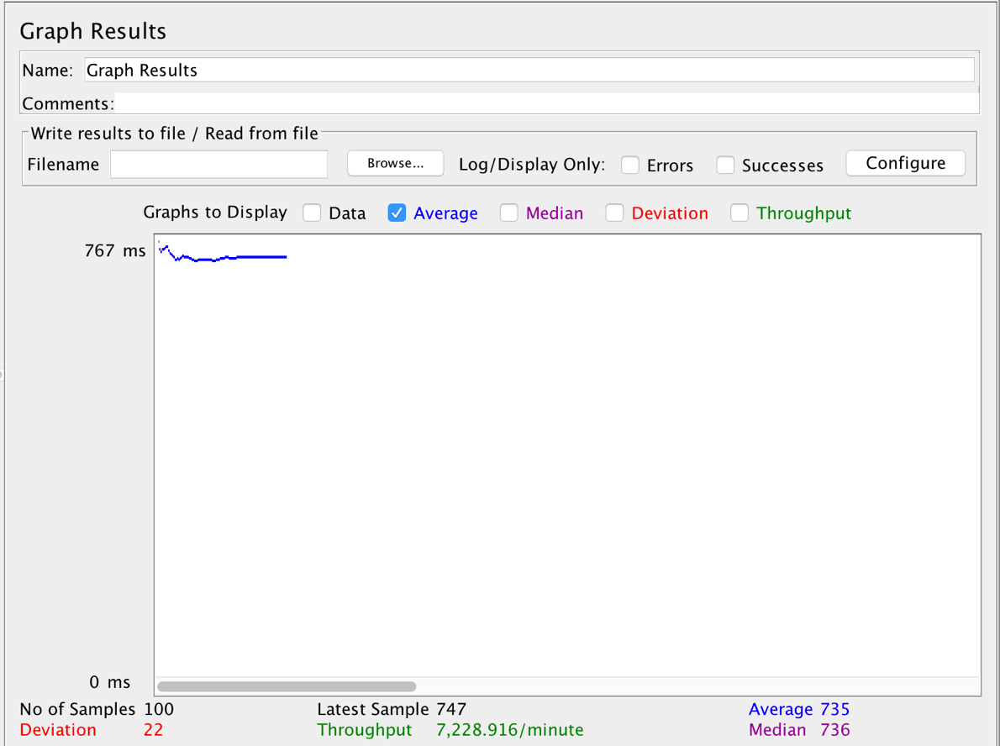 Graph Results
Name: Graph Results
Comments:
Write results to file / Read from file
Filename Browse... Log/Display Only: Errors Successes Configure
Graphs to Display Data Average Median Deviation Throughput
767 ms
0 ms
No of Samples 100 Latest Sample 747 Average 735
Deviation 22 Throughput 7,228.916/minute Median 736